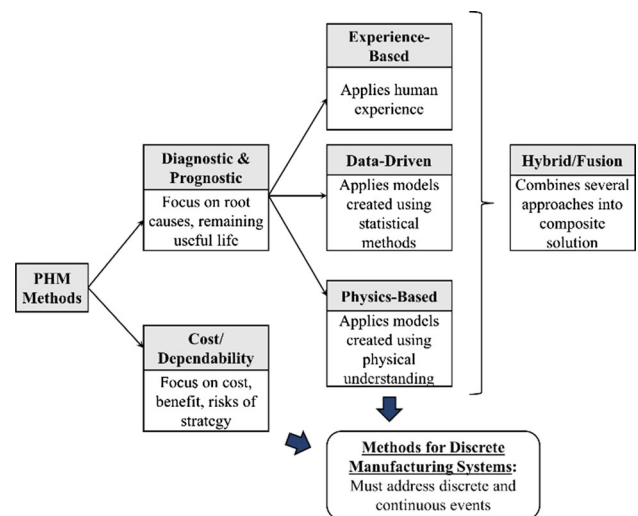 PHM
Methods
Diagnostic &
Prognostic
Focus on root
causes, remaining
useful life
Cost/
Dependability
Focus on cost,
benefit, risks of
strategy
Experience-
Based
Applies human
experience
Data-Driven
Applies models
created using
statistical
methods
Physics-Based
Applies models
created using
physical
understanding
Hybrid/Fusion
Combines several
approaches into
composite
solution
Methods for Discrete
Manufacturing Systems:
Must address discrete and
continuous events